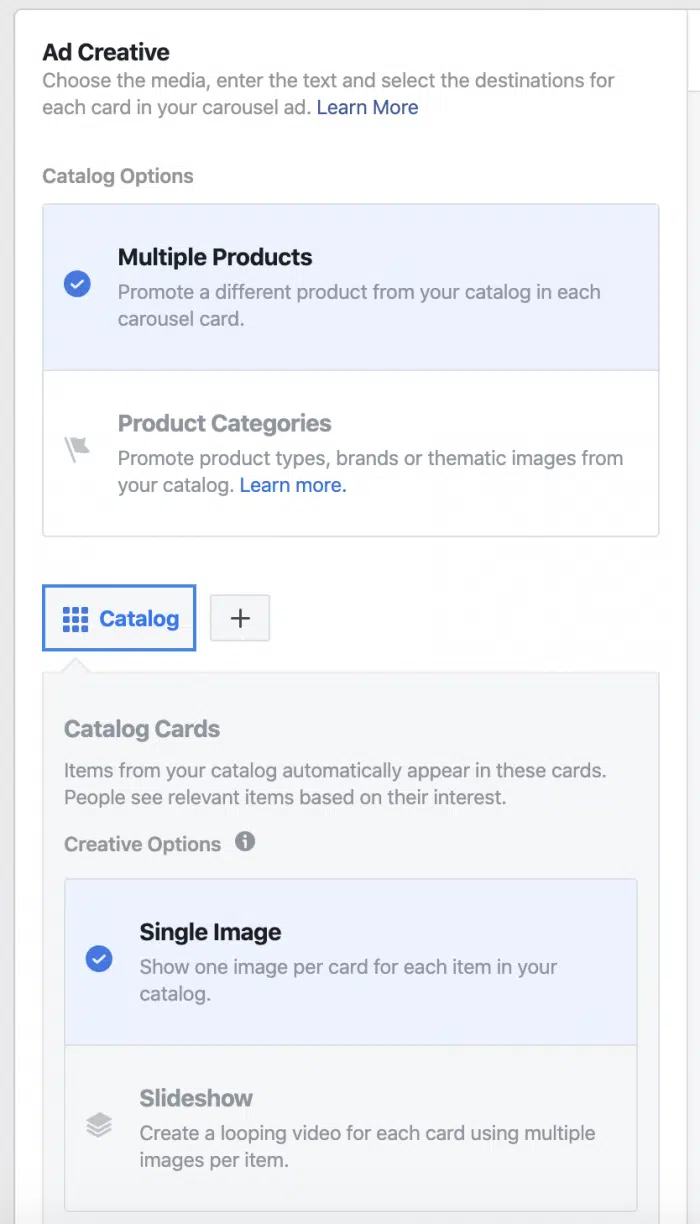 Ad Creative
Choose the media, enter the text and select the destinations for
each card in your carousel ad. Learn More
Catalog Options
Multiple Products
Promote a different product from your catalog in each
carousel card.
Product Categories
Promote product types, brands or thematic images from
your catalog. Learn more.
Catalog
+
Catalog Cards
Items from your catalog automatically appear in these cards.
People see relevant items based on their interest.
Creative Options
Single Image
Show one image per card for each item in your
catalog.
Slideshow
Create a looping video for each card using multiple
images per item.